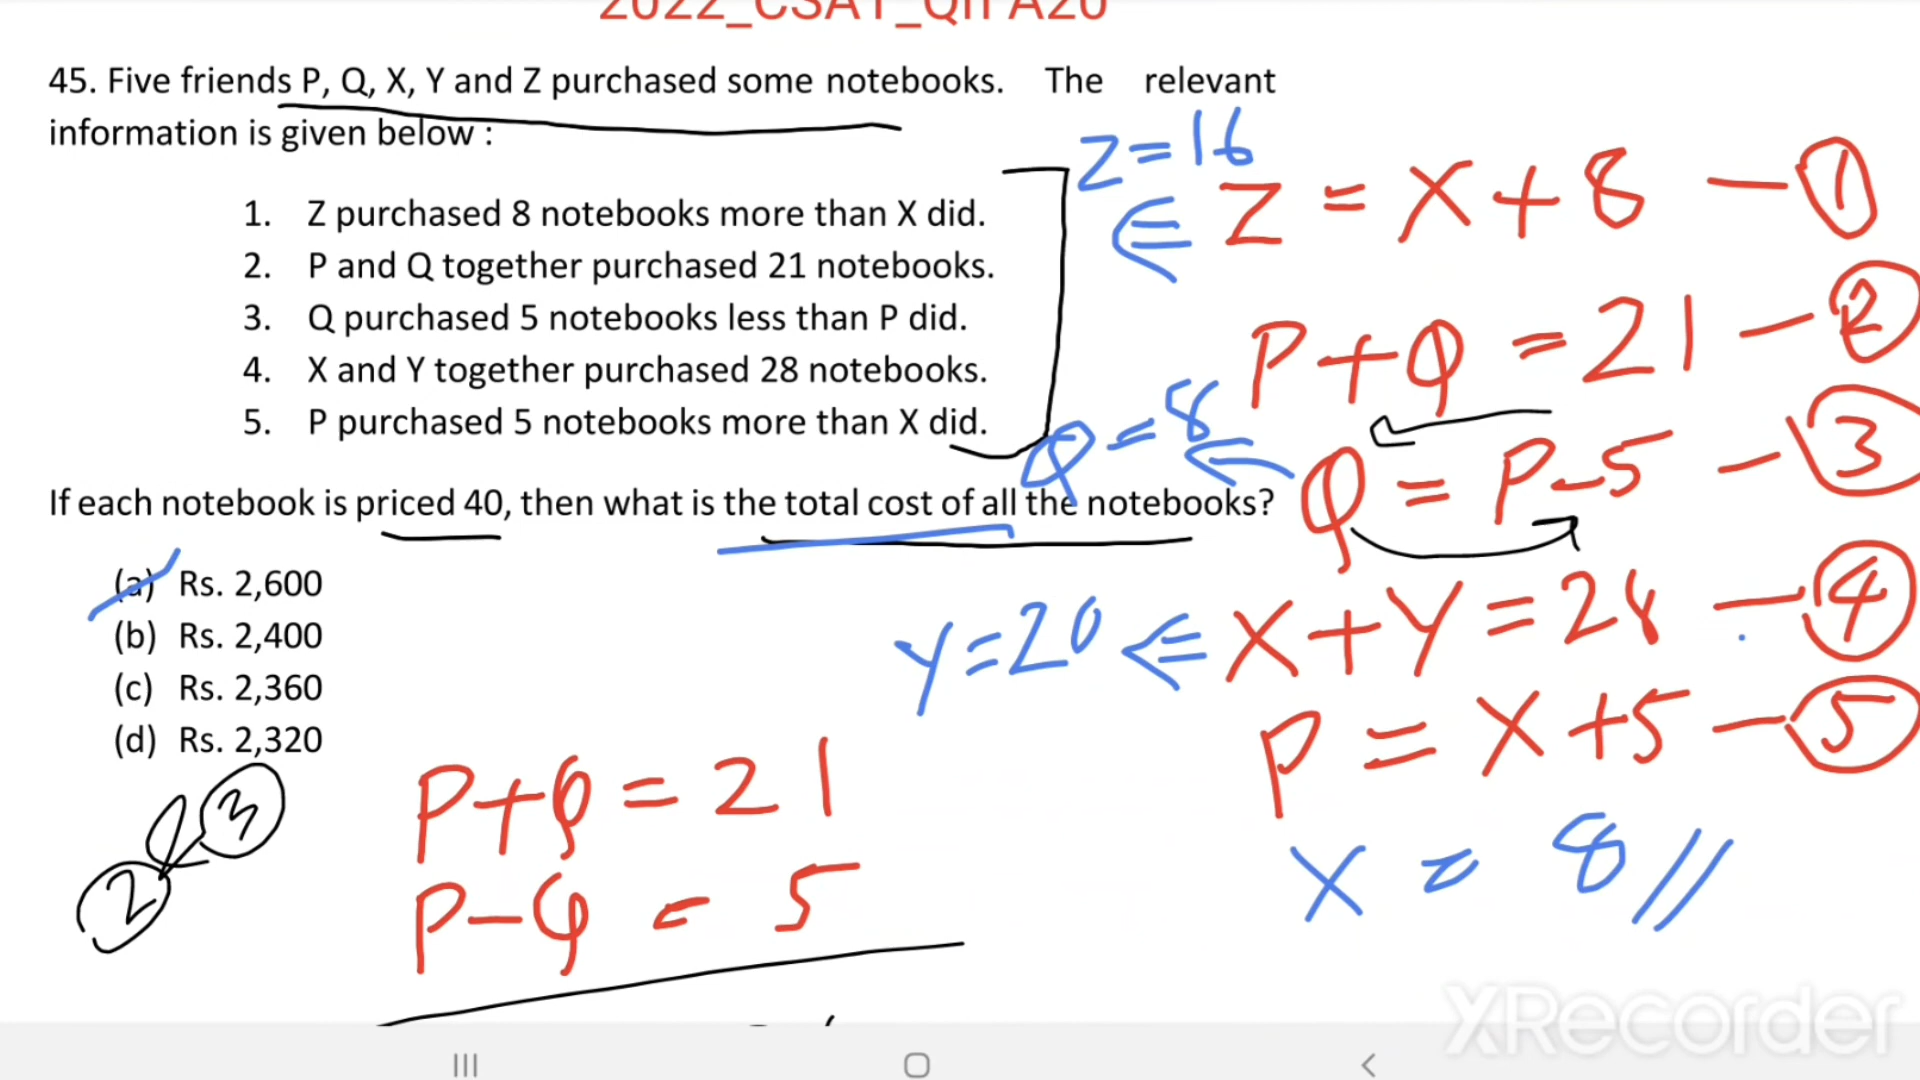 2022_CSAT_QnPA20
45. Five friends P, Q, X, Y and Z purchased some notebooks. The relevant
information is given below :
1. Z purchased 8 notebooks more than X did.
2. P and Q together purchased 21 notebooks.
3. Q purchased 5 notebooks less than P did.
4. X and Y together purchased 28 notebooks.
5. P purchased 5 notebooks more than X did.
If each notebook is priced 40, then what is the total cost of all the notebooks?
(a) Rs. 2,600
(b) Rs. 2,400
(c) Rs. 2,360
(d) Rs. 2,320
Z=16
⇐ Z = X+8 — ①
P+Q = 21 — ②
Q=8 ← Q = P-5 — ③
Y=20 ⇐ X+Y=28 — ④
P = X+5 — ⑤
X = 8 //
② & ③
P+Q = 21
P-Q = 5
XRecorder